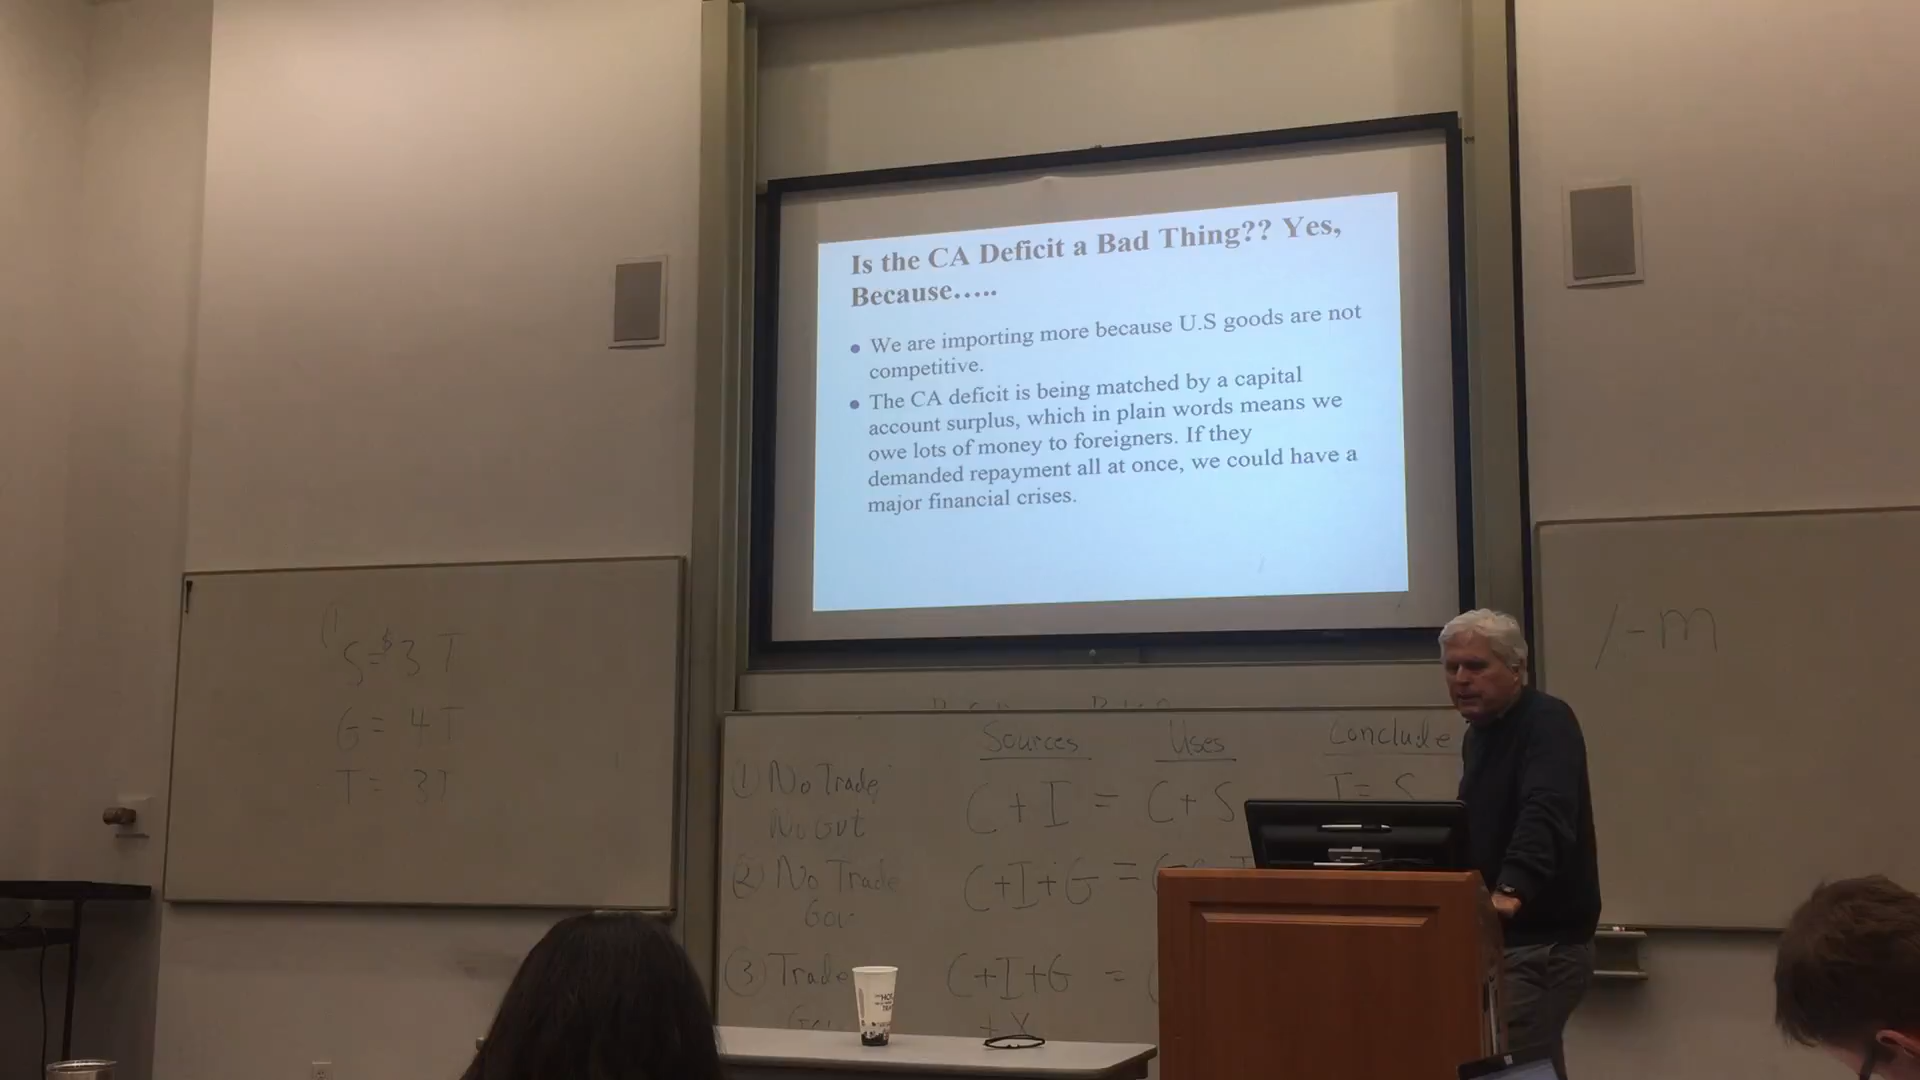 Is the CA Deficit a Bad Thing?? Yes,
Because…..
• We are importing more because U.S goods are not
competitive.
• The CA deficit is being matched by a capital
account surplus, which in plain words means we
owe lots of money to foreigners. If they
demanded repayment all at once, we could have a
major financial crises.
S=$3 T
G = 4T
T = 3T
Sources Uses Conclude
① No Trade, C + I = C + S I = S
No Gvt
② No Trade C+I+G =
Gov
③ Trade C+I+G =
+ X
- m